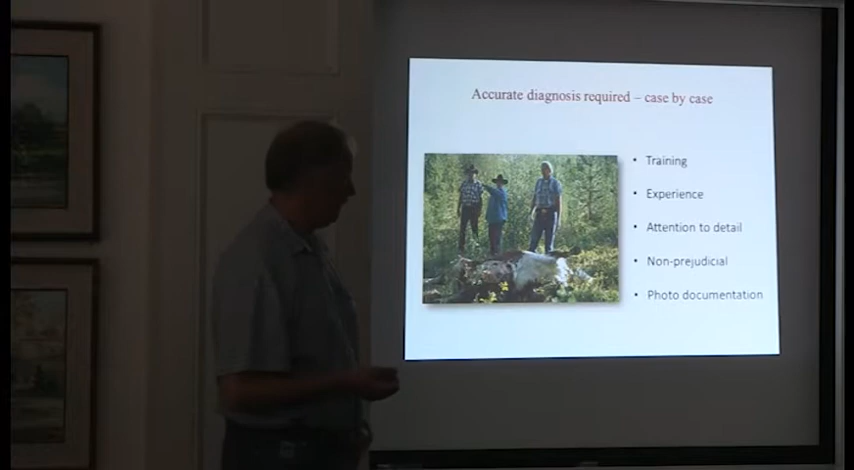 Accurate diagnosis required – case by case
• Training
• Experience
• Attention to detail
• Non-prejudicial
• Photo documentation